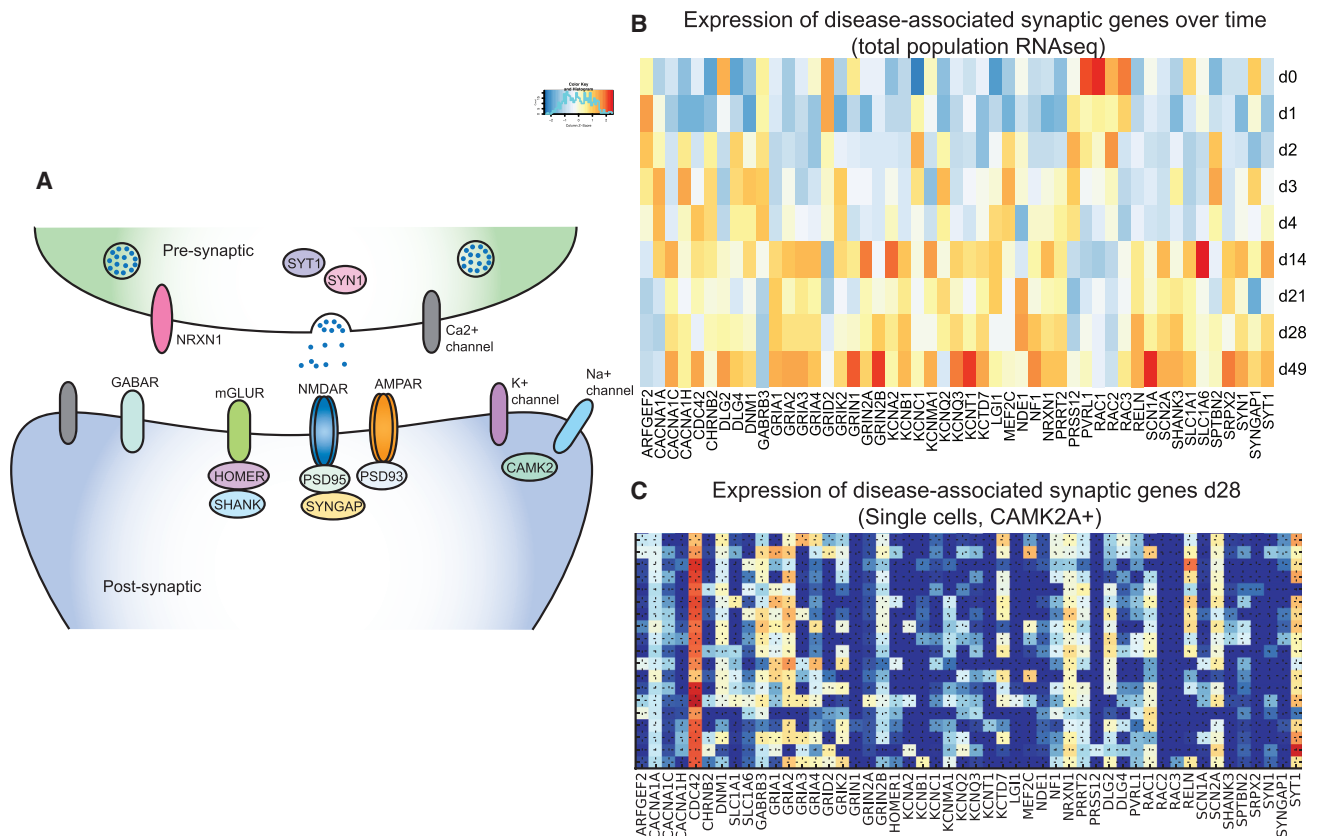 A
Pre-synaptic
SYT1
SYN1
NRXN1
Ca2+
channel
GABAR
mGLUR
NMDAR
AMPAR
K+
channel
Na+
channel
HOMER
SHANK
PSD95
SYNGAP
PSD93
CAMK2
Post-synaptic
Color Key
and Histogram
B
Expression of disease-associated synaptic genes over time
(total population RNAseq)
d0
d1
d2
d3
d4
d14
d21
d28
d49
ARFGEF2
CACNA1A
CACNA1C
CACNA1H
CDC42
CHRNB2
DLG2
DLG4
DNM1
GABRB3
GRIA1
GRIA2
GRIA3
GRIA4
GRID2
GRIK2
GRIN1
GRIN2A
GRIN2B
KCNA2
KCNB1
KCNC1
KCNMA1
KCNQ2
KCNQ3
KCNT1
KCTD7
LGI1
MEF2C
NDE1
NF1
NRXN1
PRRT2
PRSS12
PVRL1
RAC1
RAC2
RAC3
RELN
SCN1A
SCN2A
SHANK3
SLC1A1
SLC1A6
SPTBN2
SRPX2
SYN1
SYNGAP1
SYT1
C
Expression of disease-associated synaptic genes d28
(Single cells, CAMK2A+)
ARFGEF2
CACNA1A
CACNA1C
CACNA1H
CDC42
CHRNB2
DNM1
SLC1A1
SLC1A6
GABRB3
GRIA1
GRIA2
GRIA3
GRIA4
GRID2
GRIK2
GRIN1
GRIN2A
GRIN2B
HOMER1
KCNA2
KCNB1
KCNC1
KCNMA1
KCNQ2
KCNQ3
KCNT1
KCTD7
LGI1
MEF2C
NDE1
NF1
NRXN1
PRRT2
PRSS12
DLG2
DLG4
PVRL1
RAC1
RAC2
RAC3
RELN
SCN1A
SCN2A
SHANK3
SPTBN2
SRPX2
SYN1
SYNGAP1
SYT1